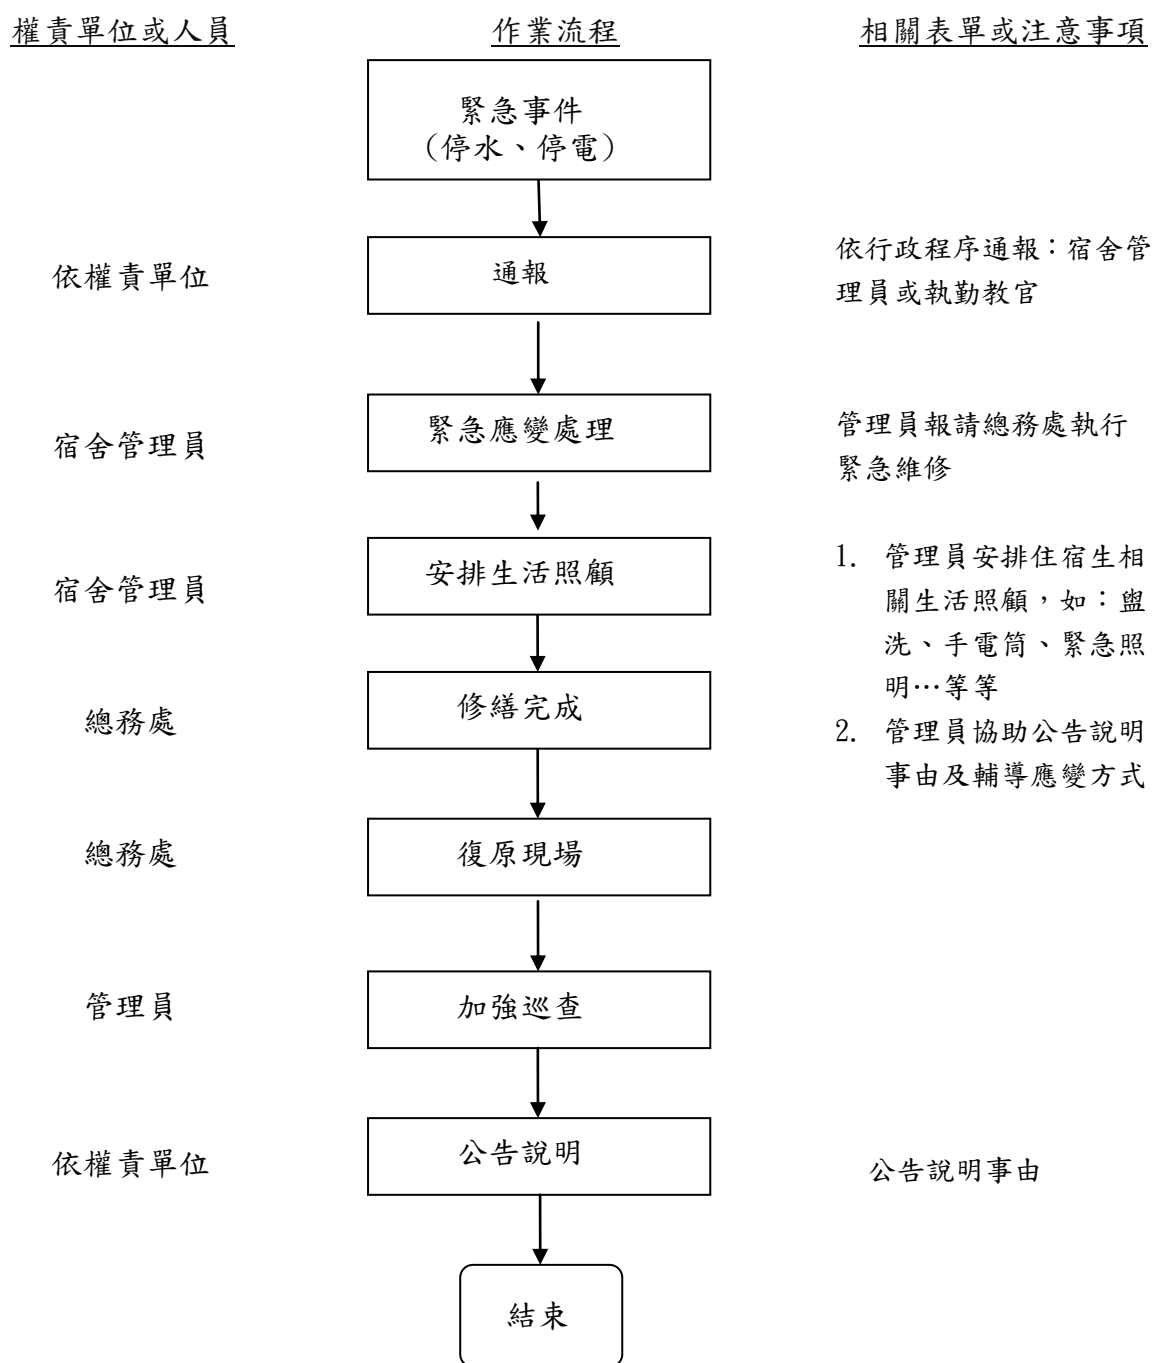 權責單位或人員
作業流程
相關表單或注意事項
緊急事件
(停水、停電)
依權責單位
通報
依行政程序通報：宿舍管
理員或執勤教官
宿舍管理員
緊急應變處理
管理員報請總務處執行
緊急維修
宿舍管理員
安排生活照顧
1. 管理員安排住宿生相
關生活照顧，如：盥
洗、手電筒、緊急照
明…等等
2. 管理員協助公告說明
事由及輔導應變方式
總務處
修繕完成
總務處
復原現場
管理員
加強巡查
依權責單位
公告說明
公告說明事由
結束